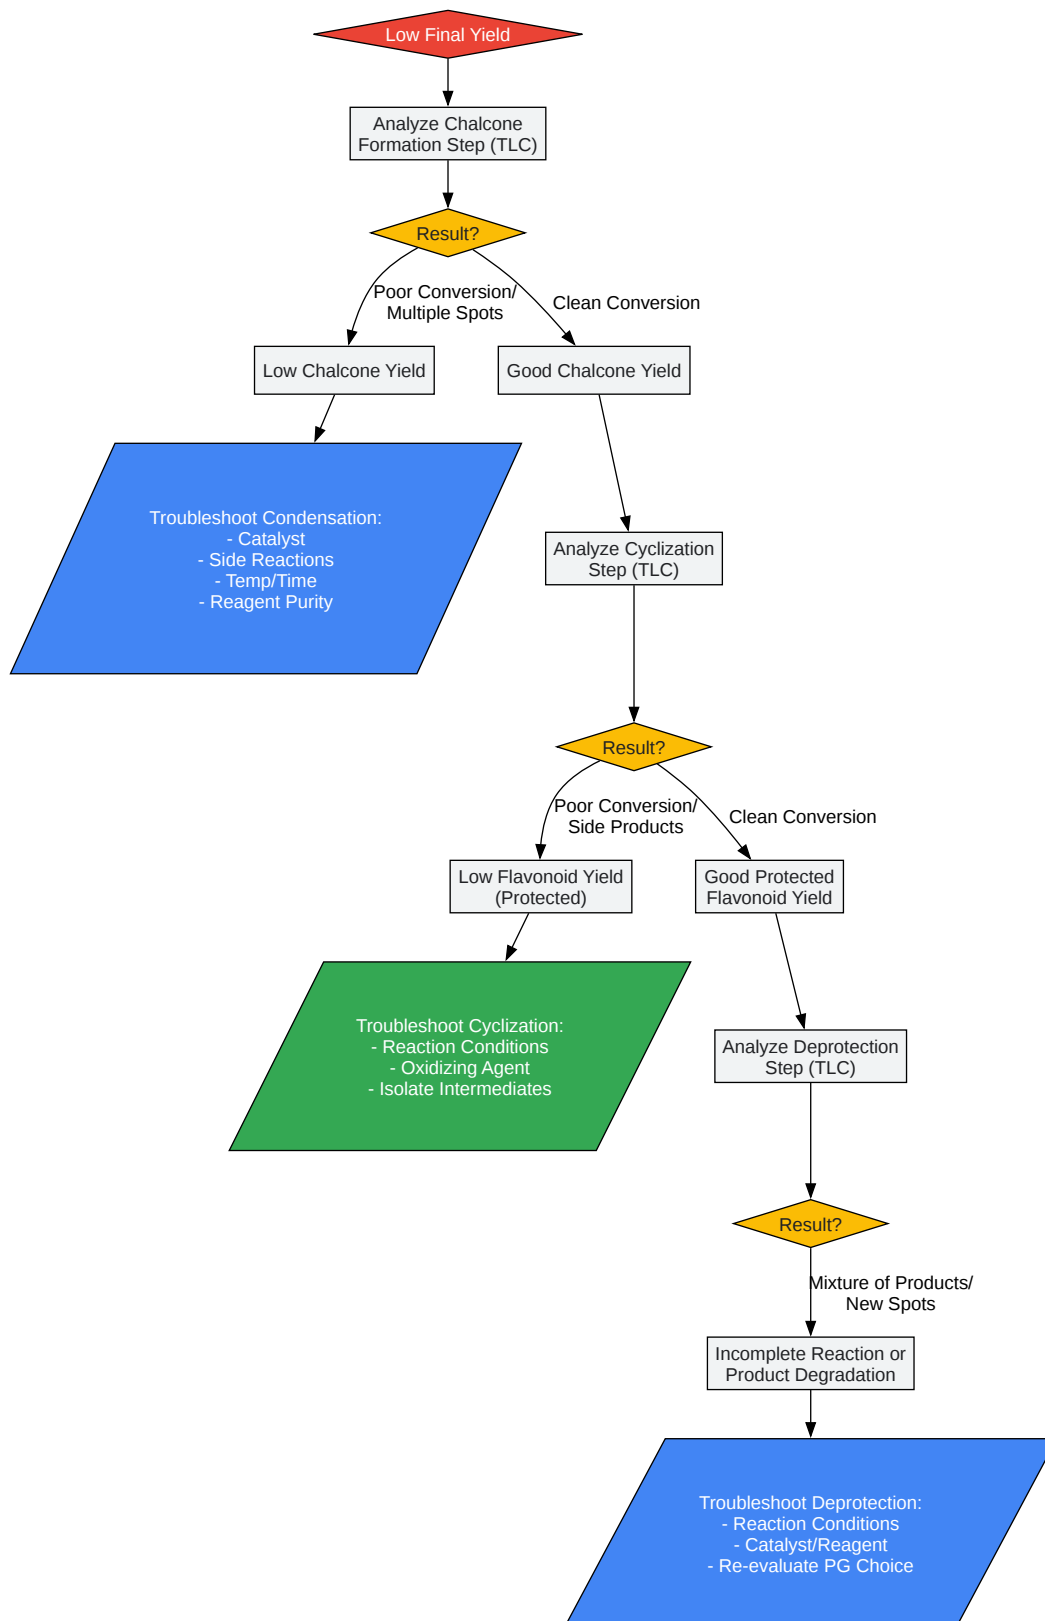 Low Final Yield
Analyze Chalcone
Formation Step (TLC)
Result?
Poor Conversion/
Multiple Spots
Clean Conversion
Low Chalcone Yield
Good Chalcone Yield
Troubleshoot Condensation:
- Catalyst
- Side Reactions
- Temp/Time
- Reagent Purity
Analyze Cyclization
Step (TLC)
Result?
Poor Conversion/
Side Products
Clean Conversion
Low Flavonoid Yield
(Protected)
Good Protected
Flavonoid Yield
Troubleshoot Cyclization:
- Reaction Conditions
- Oxidizing Agent
- Isolate Intermediates
Analyze Deprotection
Step (TLC)
Result?
Mixture of Products/
New Spots
Incomplete Reaction or
Product Degradation
Troubleshoot Deprotection:
- Reaction Conditions
- Catalyst/Reagent
- Re-evaluate PG Choice